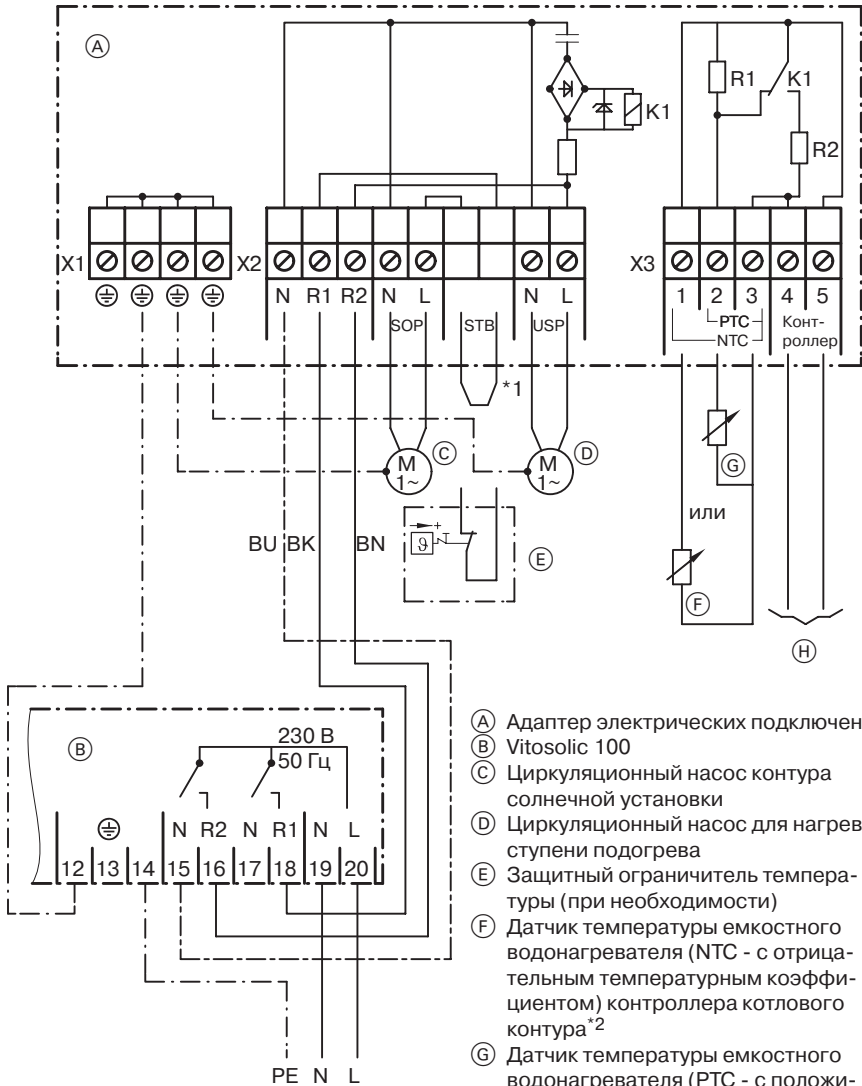 Ⓐ
K1
R1
K1
R2
X1
X2
X3
N R1 R2 N L N L
1 2 3 4 5
SOP
STB
USP
PTC
NTC
Конт-
роллер
*1
M
1~
Ⓒ
M
1~
Ⓓ
Ⓖ
или
BU BK BN
ϑ
Ⓔ
Ⓕ
Ⓗ
Ⓑ
230 В
50 Гц
N R2 N R1 N L
12 13 14 15 16 17 18 19 20
PE N L
Ⓐ Адаптер электрических подключен
Ⓑ Vitosolic 100
Ⓒ Циркуляционный насос контура
солнечной установки
Ⓓ Циркуляционный насос для нагрев
ступени подогрева
Ⓔ Защитный ограничитель темпера-
туры (при необходимости)
Ⓕ Датчик температуры емкостного
водонагревателя (NTC - с отрица-
тельным температурным коэффи-
циентом) контроллера котлового
контура*2
Ⓖ Датчик температуры емкостного
водонагревателя (PTC - с положи-